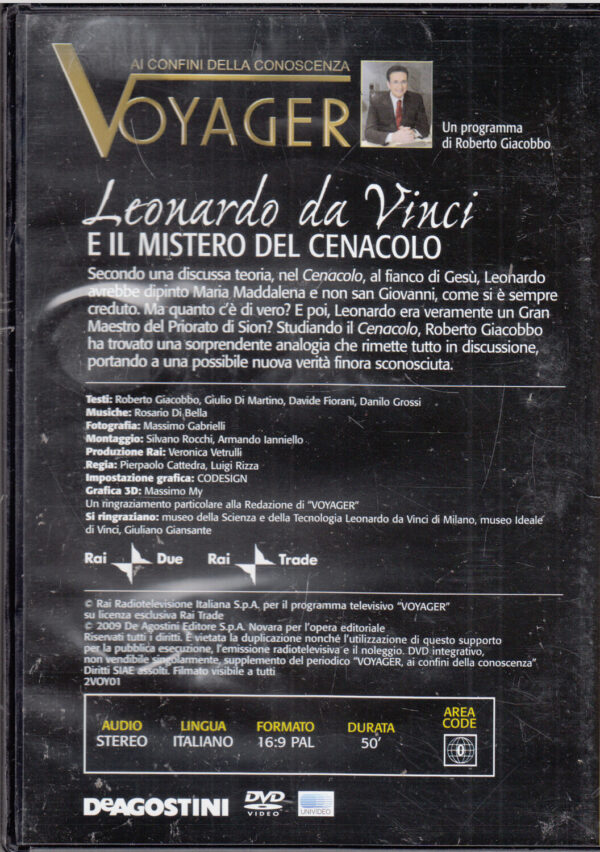 AI CONFINI DELLA CONOSCENZA
VOYAGER
Un programma
di Roberto Giacobbo
Leonardo da Vinci
E IL MISTERO DEL CENACOLO
Secondo una discussa teoria, nel Cenacolo, al fianco di Gesù, Leonardo
avrebbe dipinto Maria Maddalena e non san Giovanni, come si è sempre
creduto. Ma quanto c'è di vero? E poi, Leonardo era veramente un Gran
Maestro del Priorato di Sion? Studiando il Cenacolo, Roberto Giacobbo
ha trovato una sorprendente analogia che rimette tutto in discussione,
portando a una possibile nuova verità finora sconosciuta.
Testi: Roberto Giacobbo, Giulio Di Martino, Davide Fiorani, Danilo Grossi
Musiche: Rosario Di Bella
Fotografia: Massimo Gabrielli
Montaggio: Silvano Rocchi, Armando Ianniello
Produzione Rai: Veronica Vetrulli
Regia: Pierpaolo Cattedra, Luigi Rizza
Impostazione grafica: CODESIGN
Grafica 3D: Massimo My
Un ringraziamento particolare alla Redazione di "VOYAGER"
Si ringraziano: museo della Scienza e della Tecnologia Leonardo da Vinci di Milano, museo Ideale
di Vinci, Giuliano Giansante
Rai Due Rai Trade
© Rai Radiotelevisione Italiana S.p.A. per il programma televisivo "VOYAGER"
su licenza esclusiva Rai Trade
© 2009 De Agostini Editore S.p.A. Novara per l'opera editoriale
Riservati tutti i diritti. È vietata la duplicazione nonché l'utilizzazione di questo supporto
per la pubblica esecuzione, l'emissione radiotelevisiva e il noleggio. DVD integrativo,
non vendibile singolarmente, supplemento del periodico "VOYAGER, ai confini della conoscenza"
Diritti SIAE assolti. Filmato visibile a tutti
2VOY01
AUDIO LINGUA FORMATO DURATA AREA CODE
STEREO ITALIANO 16:9 PAL 50' 0
DeAGOSTINI DVD VIDEO UNIVIDEO